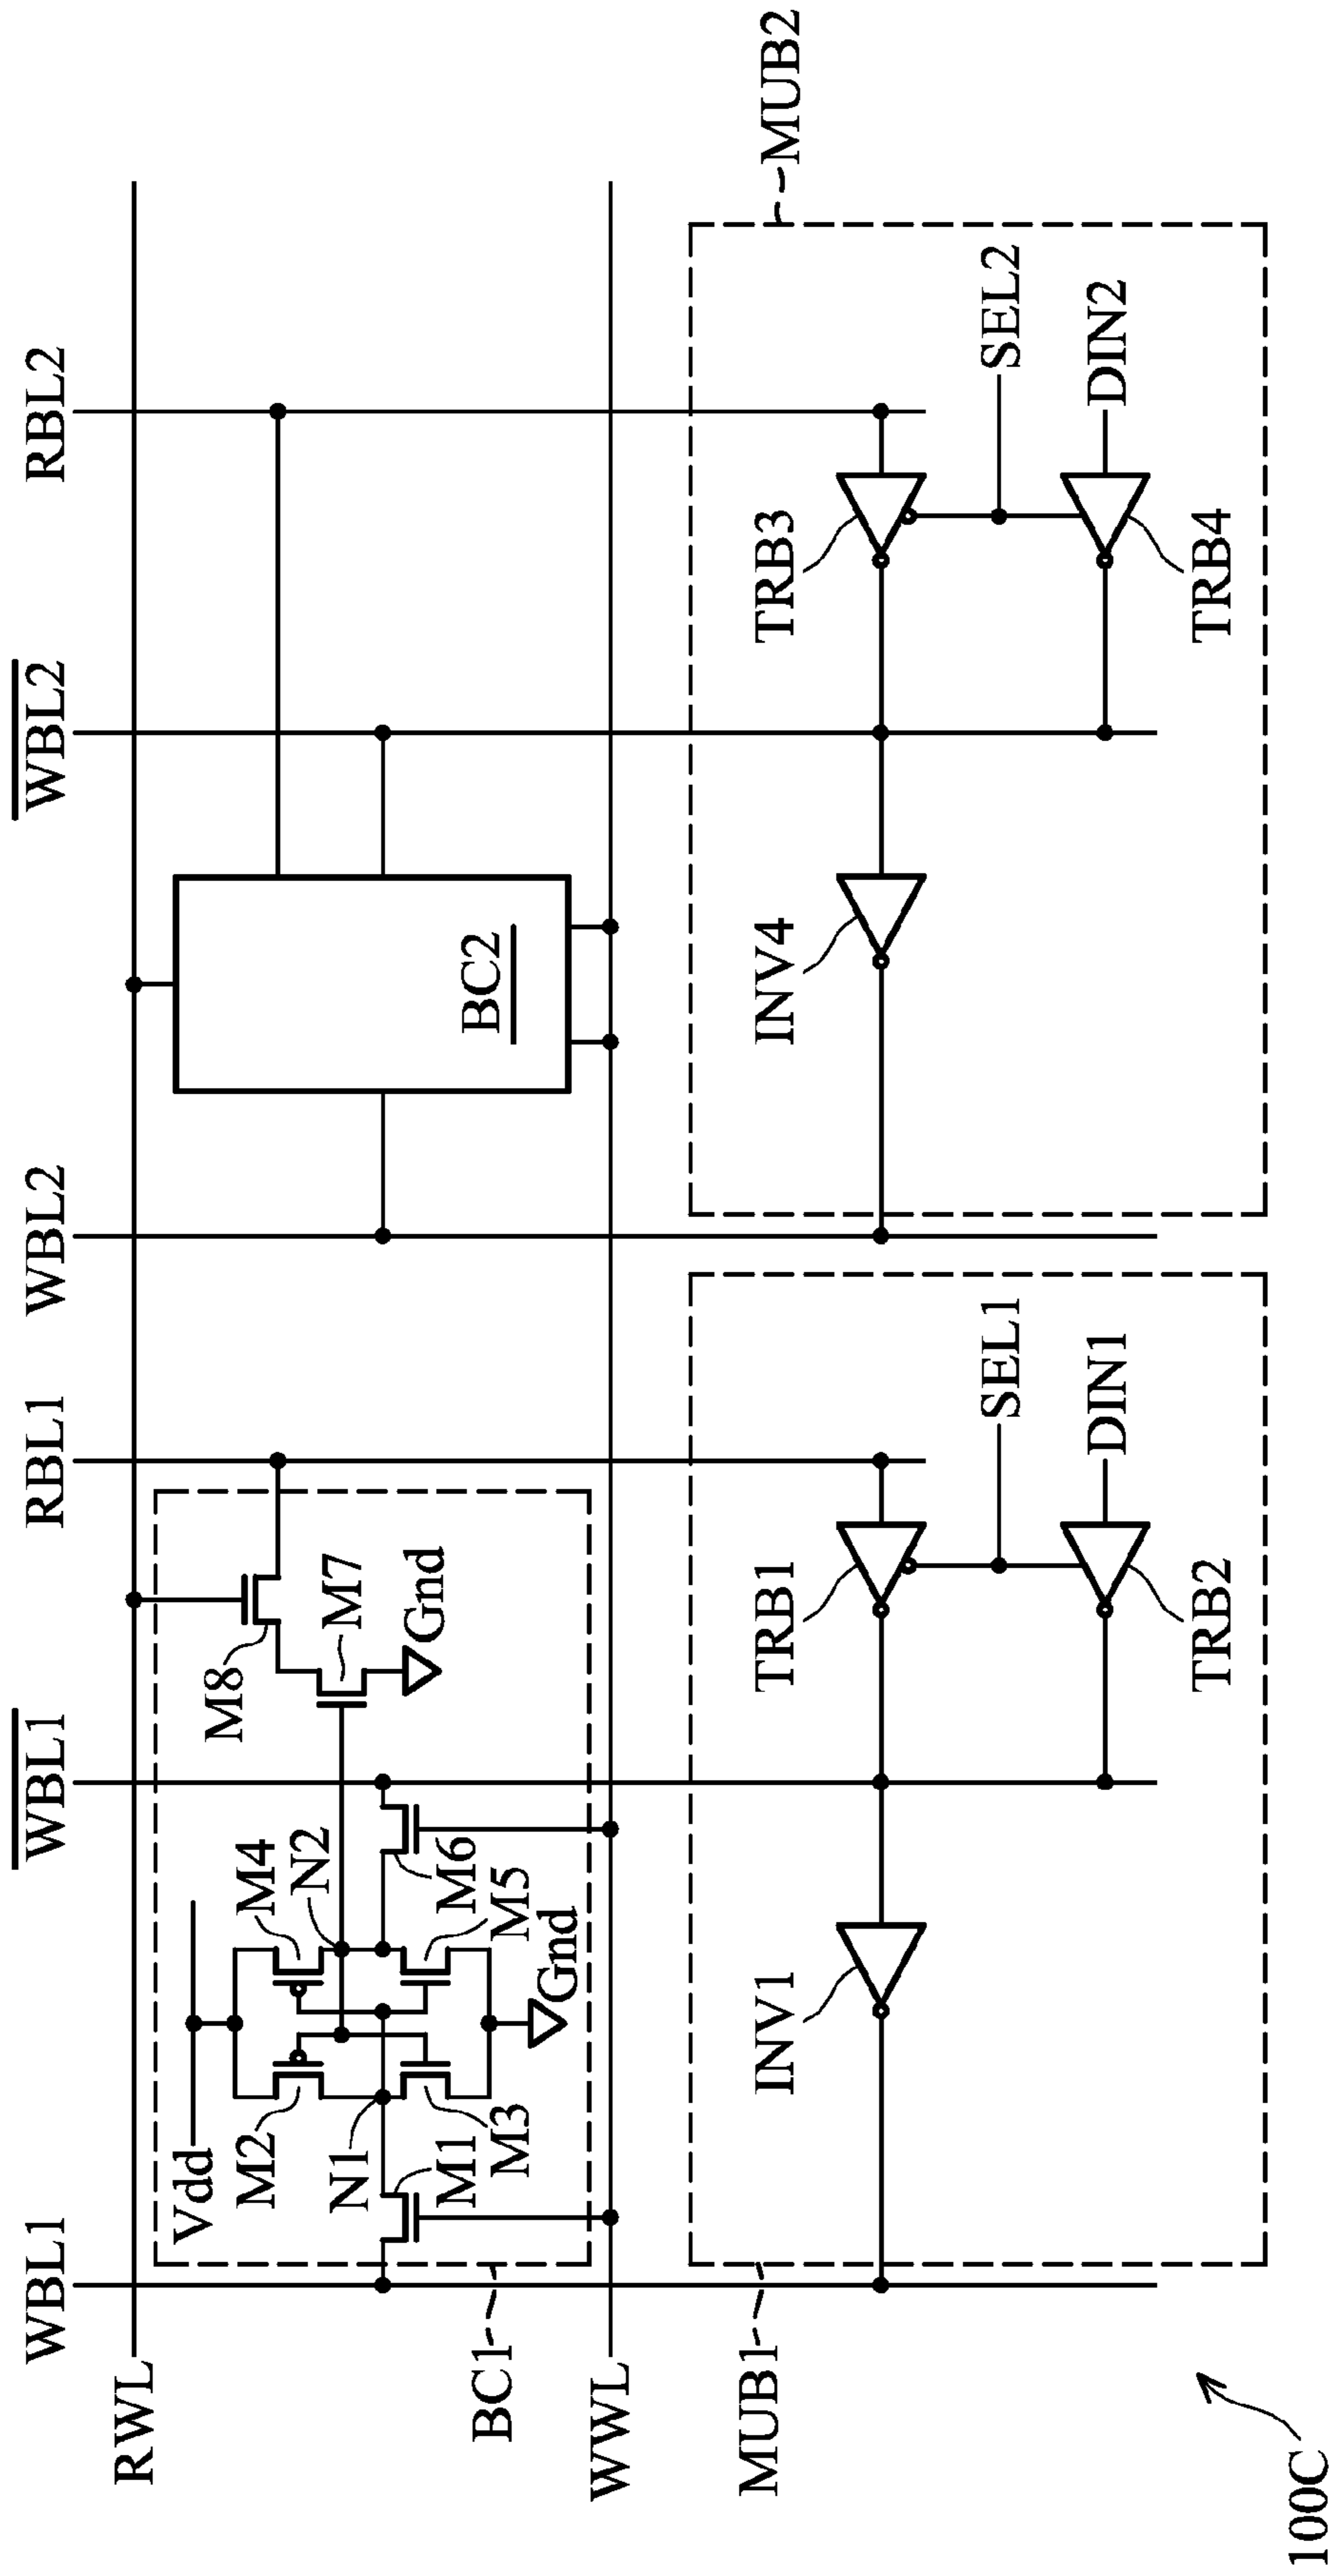 WBL1
WBL1
RBL1
WBL2
WBL2
RBL2
RWL
Vdd
M2
M4
N2
M8
M7
N1
M1
M3
M6
M5
Gnd
Gnd
BC2
BC1
WWL
MUB1
MUB2
INV1
TRB1
INV4
TRB3
SEL1
SEL2
DIN1
DIN2
TRB2
TRB4
100C